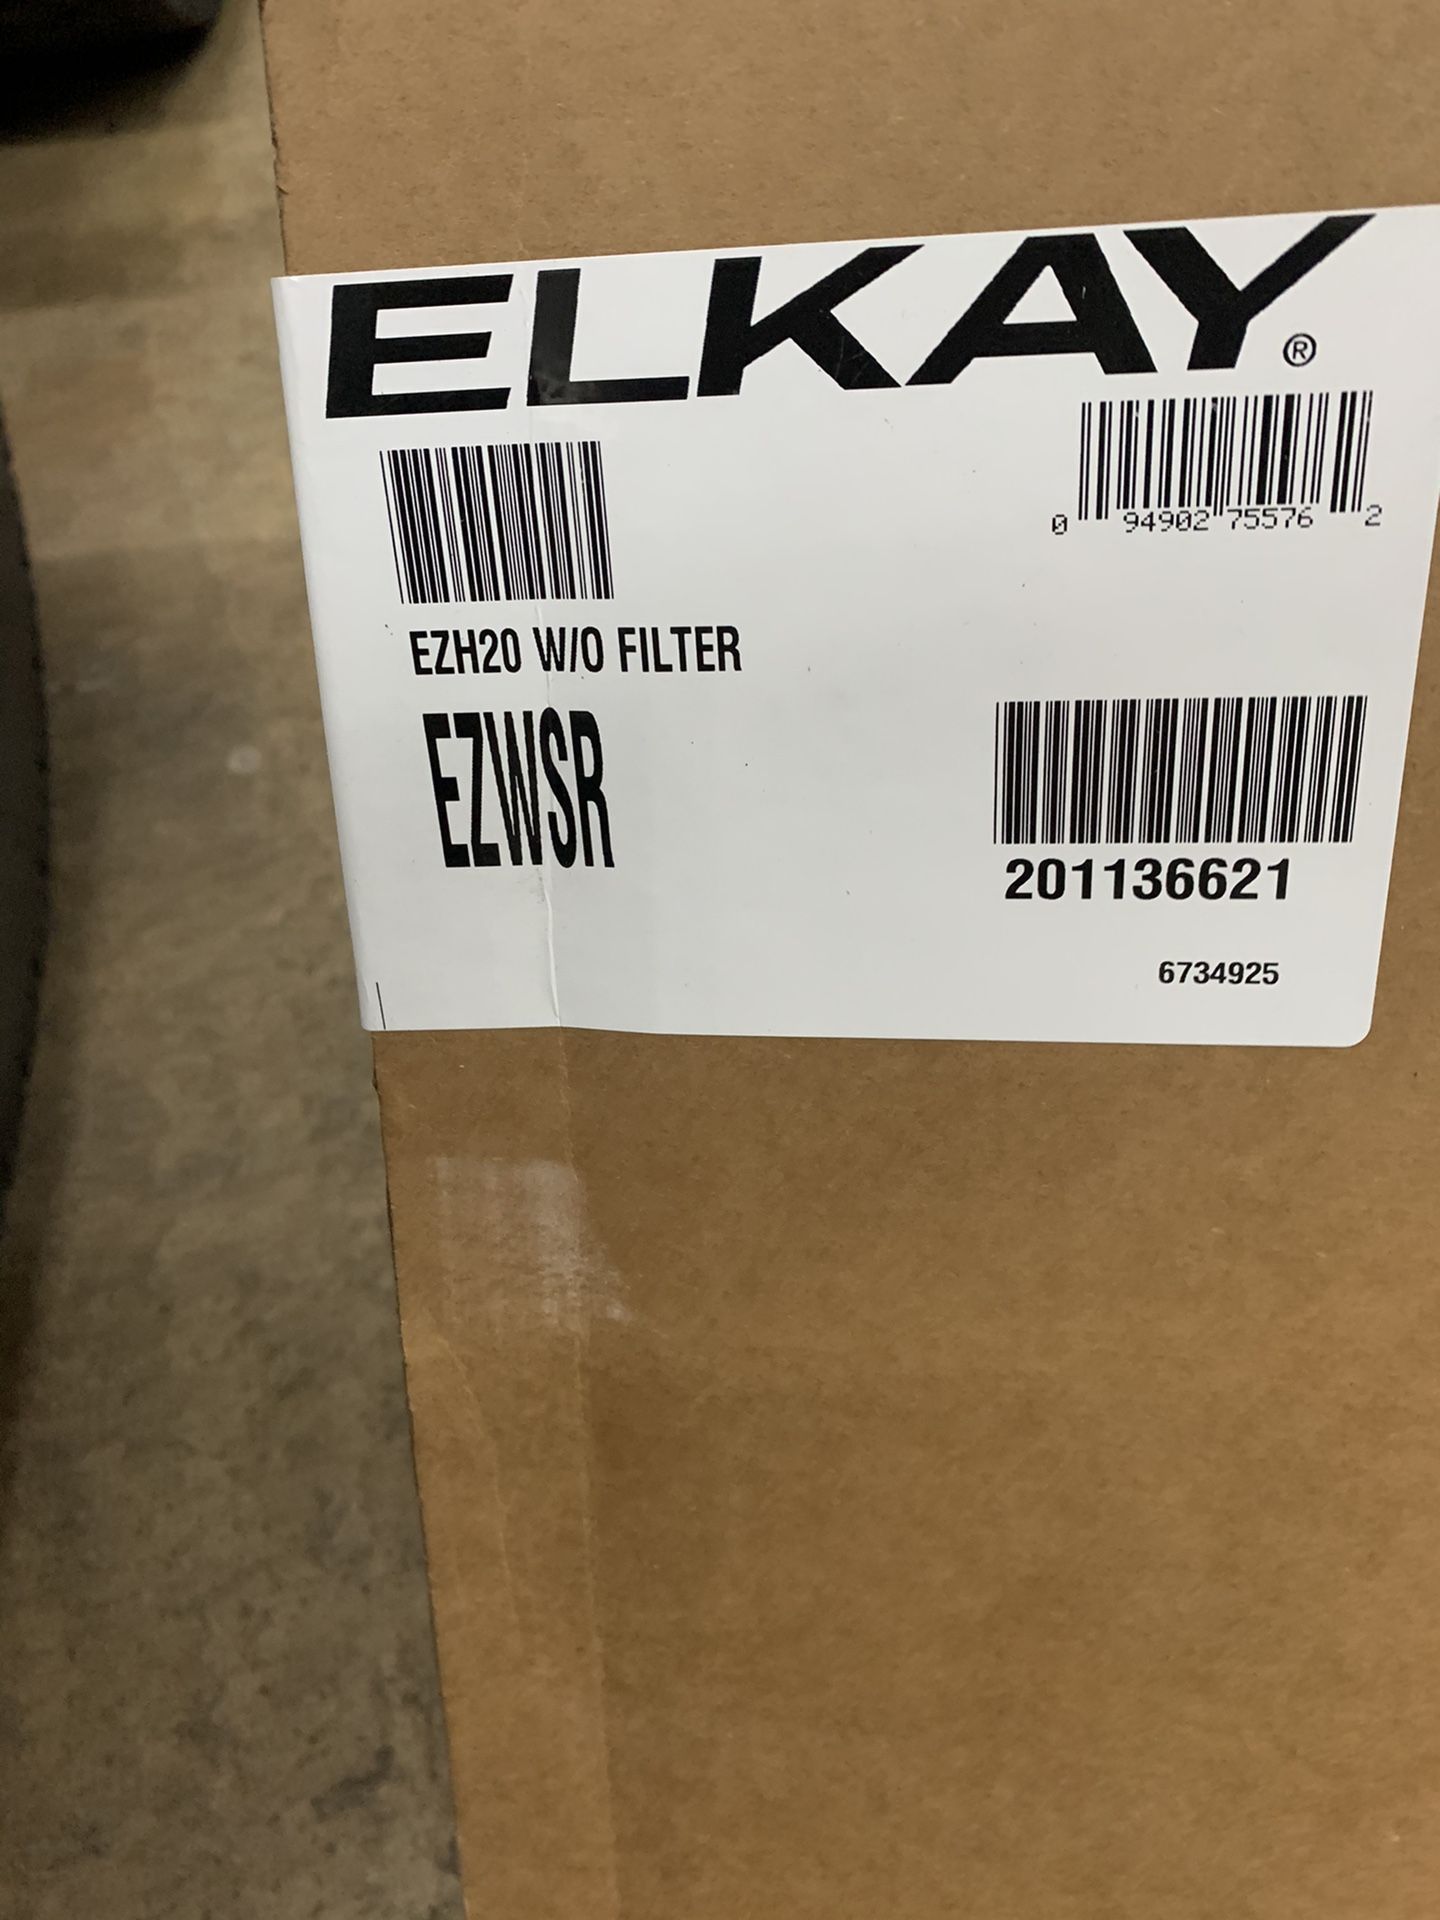 ELKAY®
0 94902 75576 2
EZH20 W/O FILTER
EZWSR
201136621
6734925